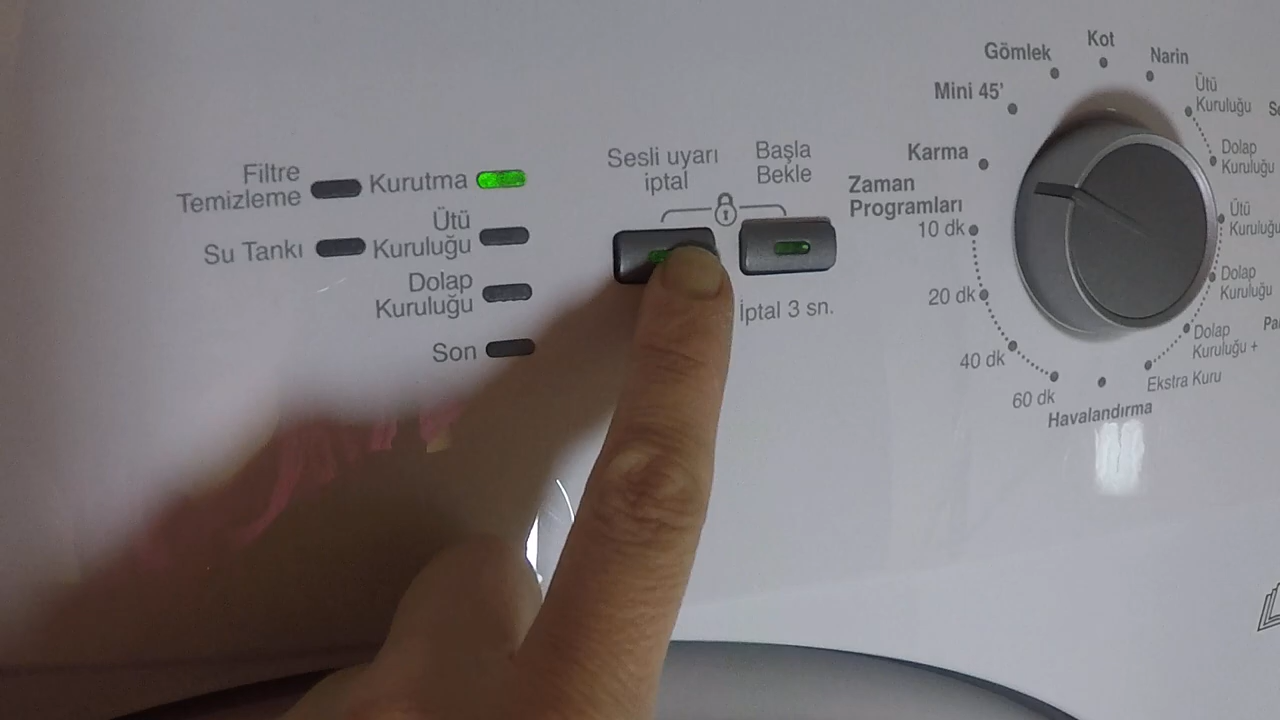 Filtre
Temizleme
Su Tankı
Kurutma
Ütü
Kuruluğu
Dolap
Kuruluğu
Son
Sesli uyarı
iptal
Başla
Bekle
İptal 3 sn.
Zaman
Programları
10 dk
20 dk
40 dk
60 dk
Karma
Mini 45'
Gömlek
Kot
Narin
Ütü
Kuruluğu
Dolap
Kuruluğu
Ütü
Kuruluğu
Dolap
Kuruluğu
Dolap
Kuruluğu +
Ekstra Kuru
Havalandırma